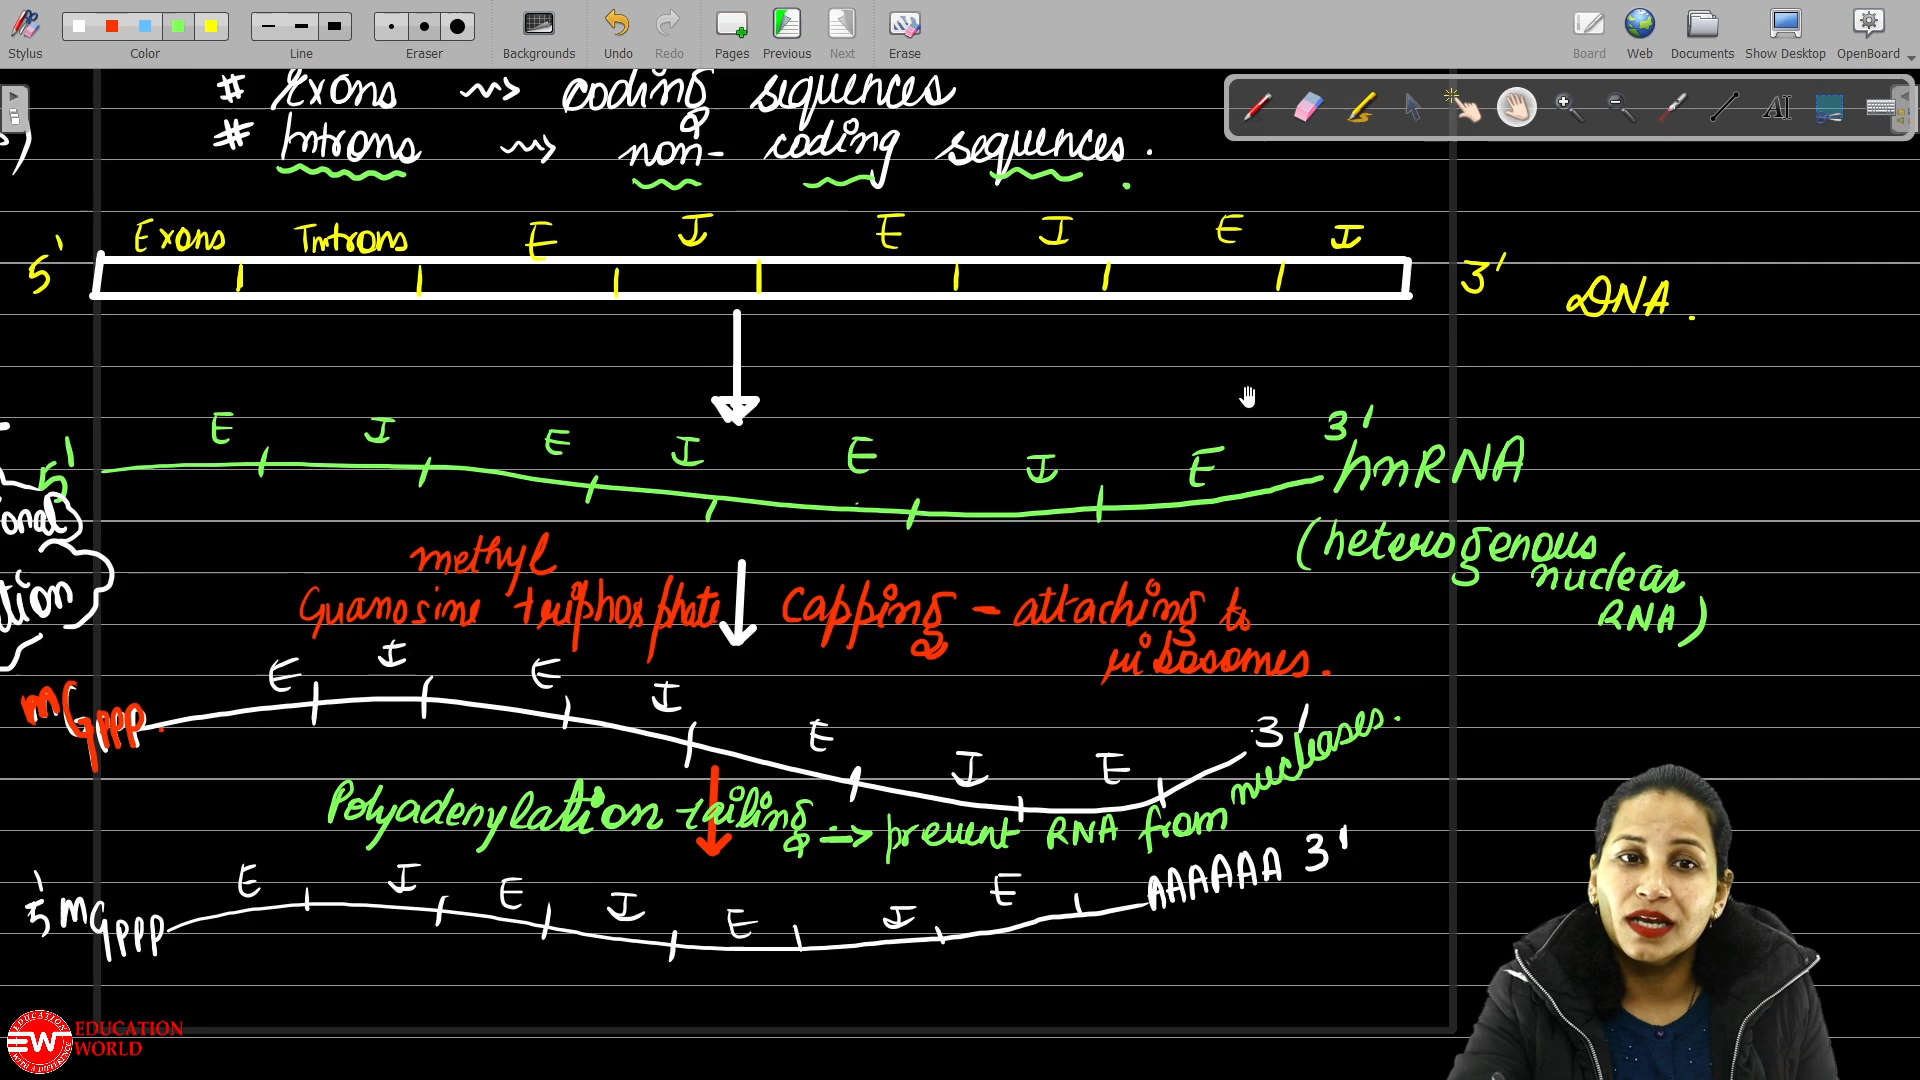 Stylus Color Line Eraser Backgrounds Undo Redo Pages Previous Next Erase Board Web Documents Show Desktop OpenBoard
# Exons ⇝ coding sequences
# Introns ⇝ non-coding sequences.
Exons Introns E I E I E I
5' 3' DNA.
E I E I E I E
5' 3' hnRNA
(heterogenous nuclear RNA)
methyl
Guanosine triphosphate Capping - attaching to ribosomes.
E I E I E I E
mGppp 3'
Polyadenylation tailing → prevent RNA from nucleases.
E I E I E I E
5' mGppp AAAAAA 3'
EW
EDUCATION
WORLD